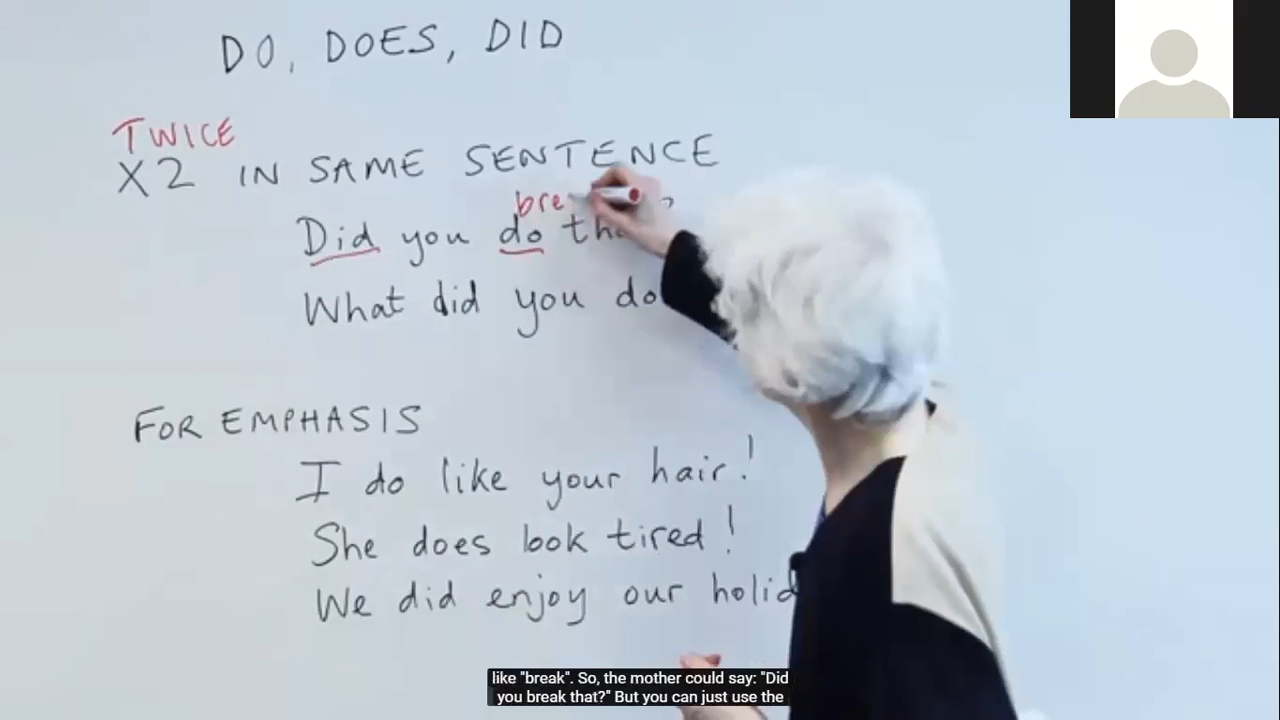 DO, DOES, DID
TWICE
X2 IN SAME SENTENCE
bre
Did you do th
What did you do
FOR EMPHASIS
I do like your hair!
She does look tired!
We did enjoy our holid
like "break". So, the mother could say: "Did
you break that?" But you can just use the